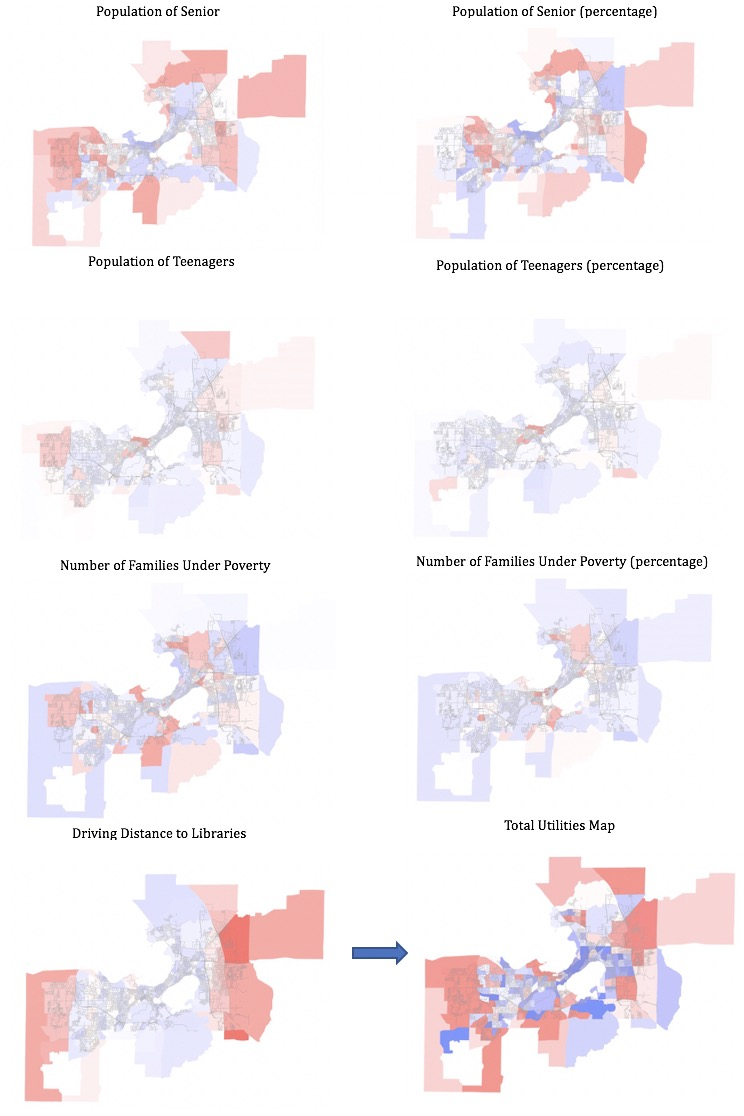 Population of Senior
Population of Senior (percentage)
Population of Teenagers
Population of Teenagers (percentage)
Number of Families Under Poverty
Number of Families Under Poverty (percentage)
Driving Distance to Libraries
Total Utilities Map